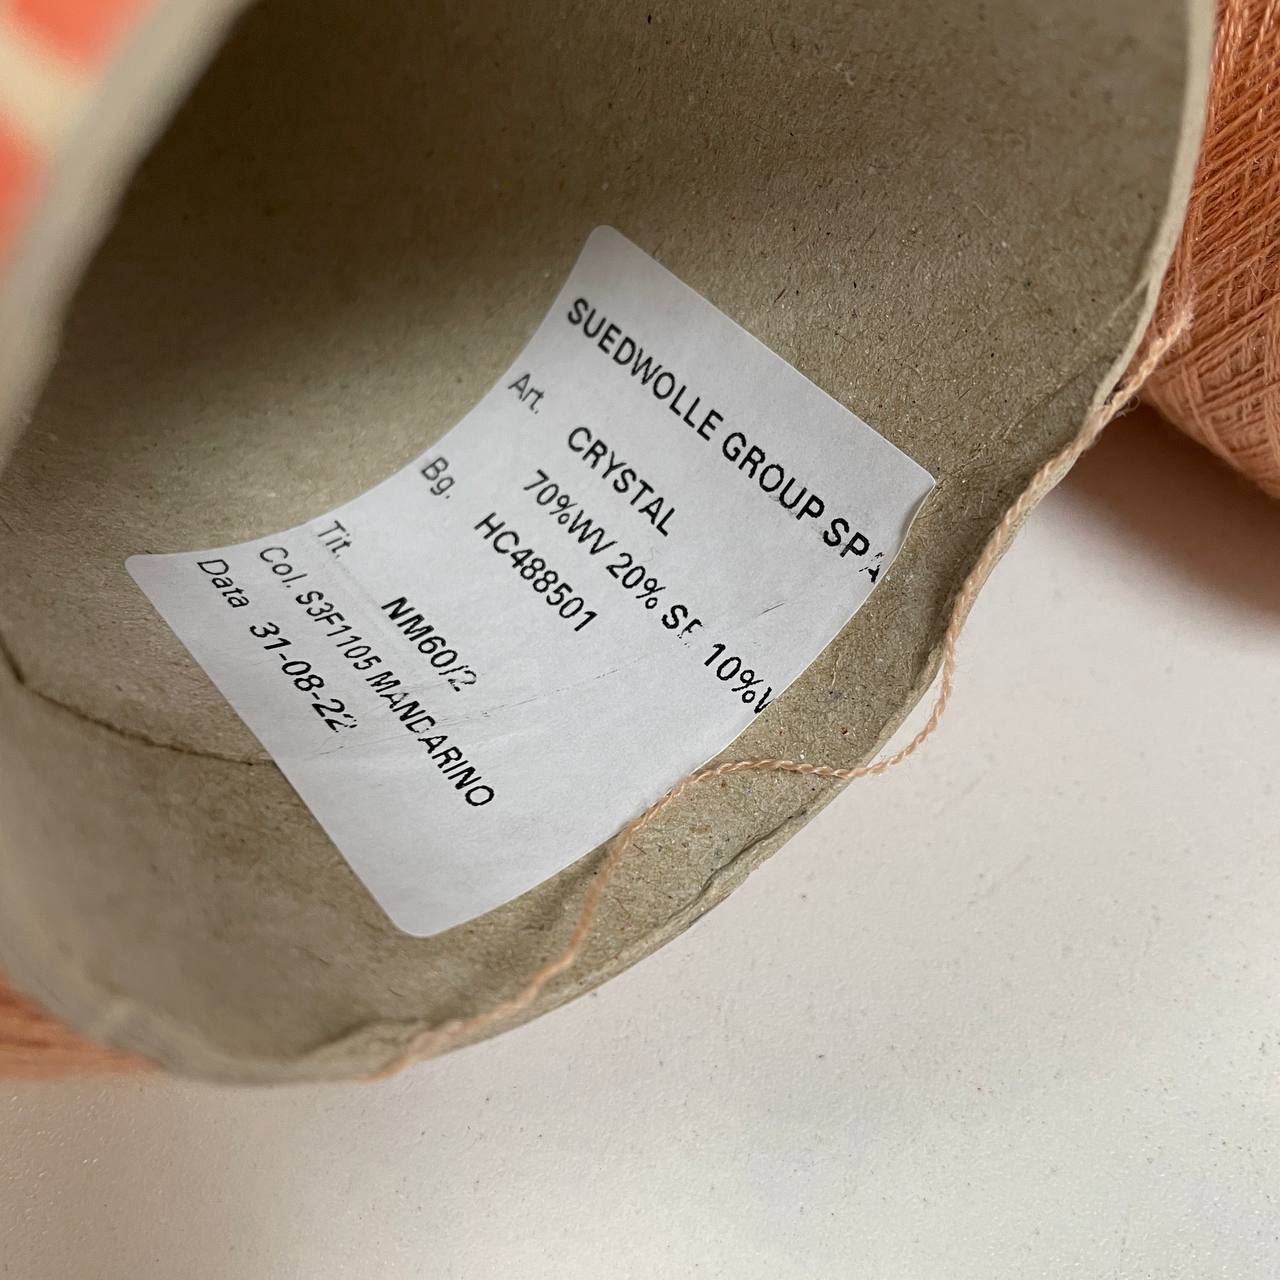 SUEDWOLLE GROUP SPA
Art. CRYSTAL
70%WV 20% SE 10%
Bg. HC488501
Tit. NM60/2
Col. S3F1105 MANDARINO
Data 31-08-22